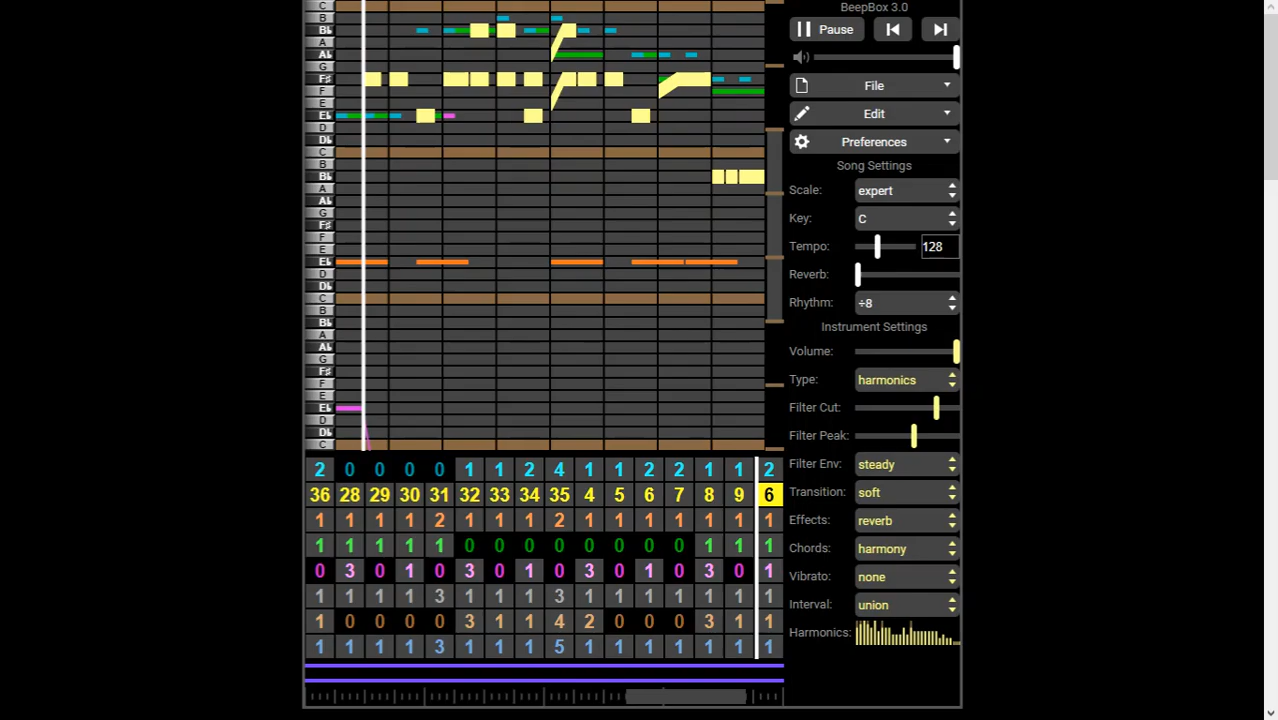 BeepBox 3.0
C
B
B♭
A
A♭
G
F♯
F
E
E♭
D
D♭
C
B
B♭
A
A♭
G
F♯
F
E
E♭
D
D♭
C
B
B♭
A
A♭
G
F♯
F
E
E♭
D
D♭
C
Pause
File
Edit
Preferences
Song Settings
Scale: expert
Key: C
Tempo: 128
Reverb:
Rhythm: ÷8
Instrument Settings
Volume:
Type: harmonics
Filter Cut:
Filter Peak:
Filter Env: steady
Transition: soft
Effects: reverb
Chords: harmony
Vibrato: none
Interval: union
Harmonics:
2 0 0 0 0 1 1 2 4 1 1 2 2 1 1 2
36 28 29 30 31 32 33 34 35 4 5 6 7 8 9 6
1 1 1 1 2 1 1 1 2 1 1 1 1 1 1 1
1 1 1 1 1 0 0 0 0 0 0 0 0 1 1 1
0 3 0 1 0 3 0 1 0 3 0 1 0 3 0 1
1 1 1 1 3 1 1 1 3 1 1 1 1 1 1 1
1 0 0 0 0 3 1 1 4 2 0 0 0 3 1 1
1 1 1 1 3 1 1 1 5 1 1 1 1 1 1 1